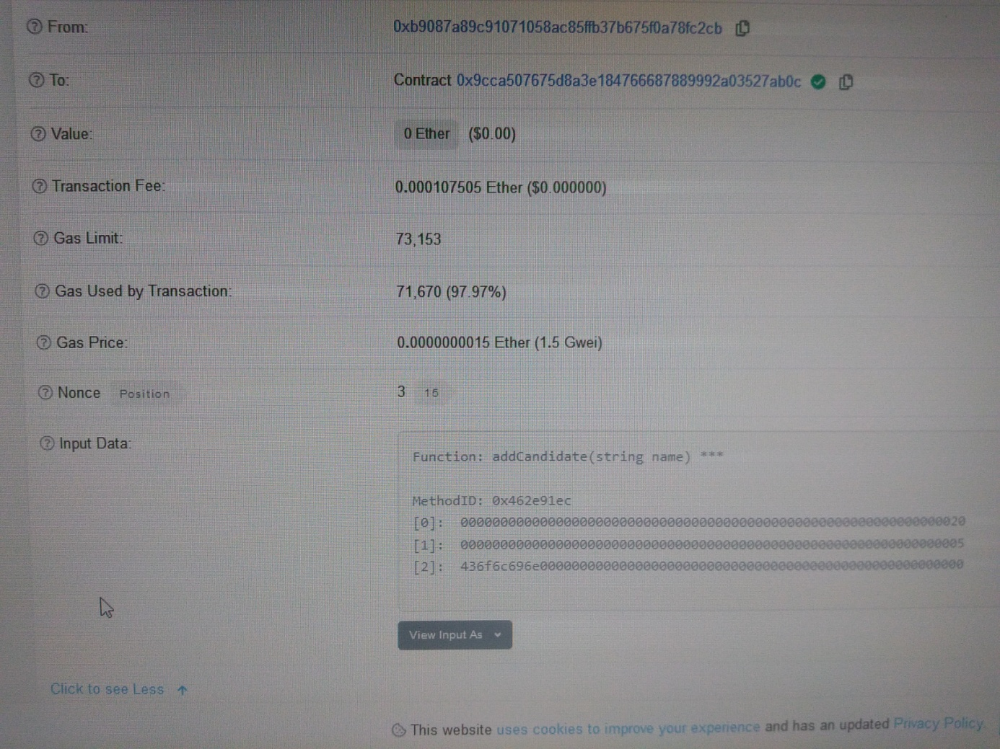 From: 0xb9087a89c91071058ac85ffb37b675f0a78fc2cb
To: Contract 0x9cca507675d8a3e184766687889992a03527ab0c
Value: 0 Ether ($0.00)
Transaction Fee: 0.000107505 Ether ($0.000000)
Gas Limit: 73,153
Gas Used by Transaction: 71,670 (97.97%)
Gas Price: 0.0000000015 Ether (1.5 Gwei)
Nonce Position 3 15
Input Data:
Function: addCandidate(string name) ***
MethodID: 0x462e91ec
[0]: 0000000000000000000000000000000000000000000000000000000000000020
[1]: 0000000000000000000000000000000000000000000000000000000000000005
[2]: 436f6c696e000000000000000000000000000000000000000000000000000000
View Input As
Click to see Less
This website uses cookies to improve your experience and has an updated Privacy Policy.